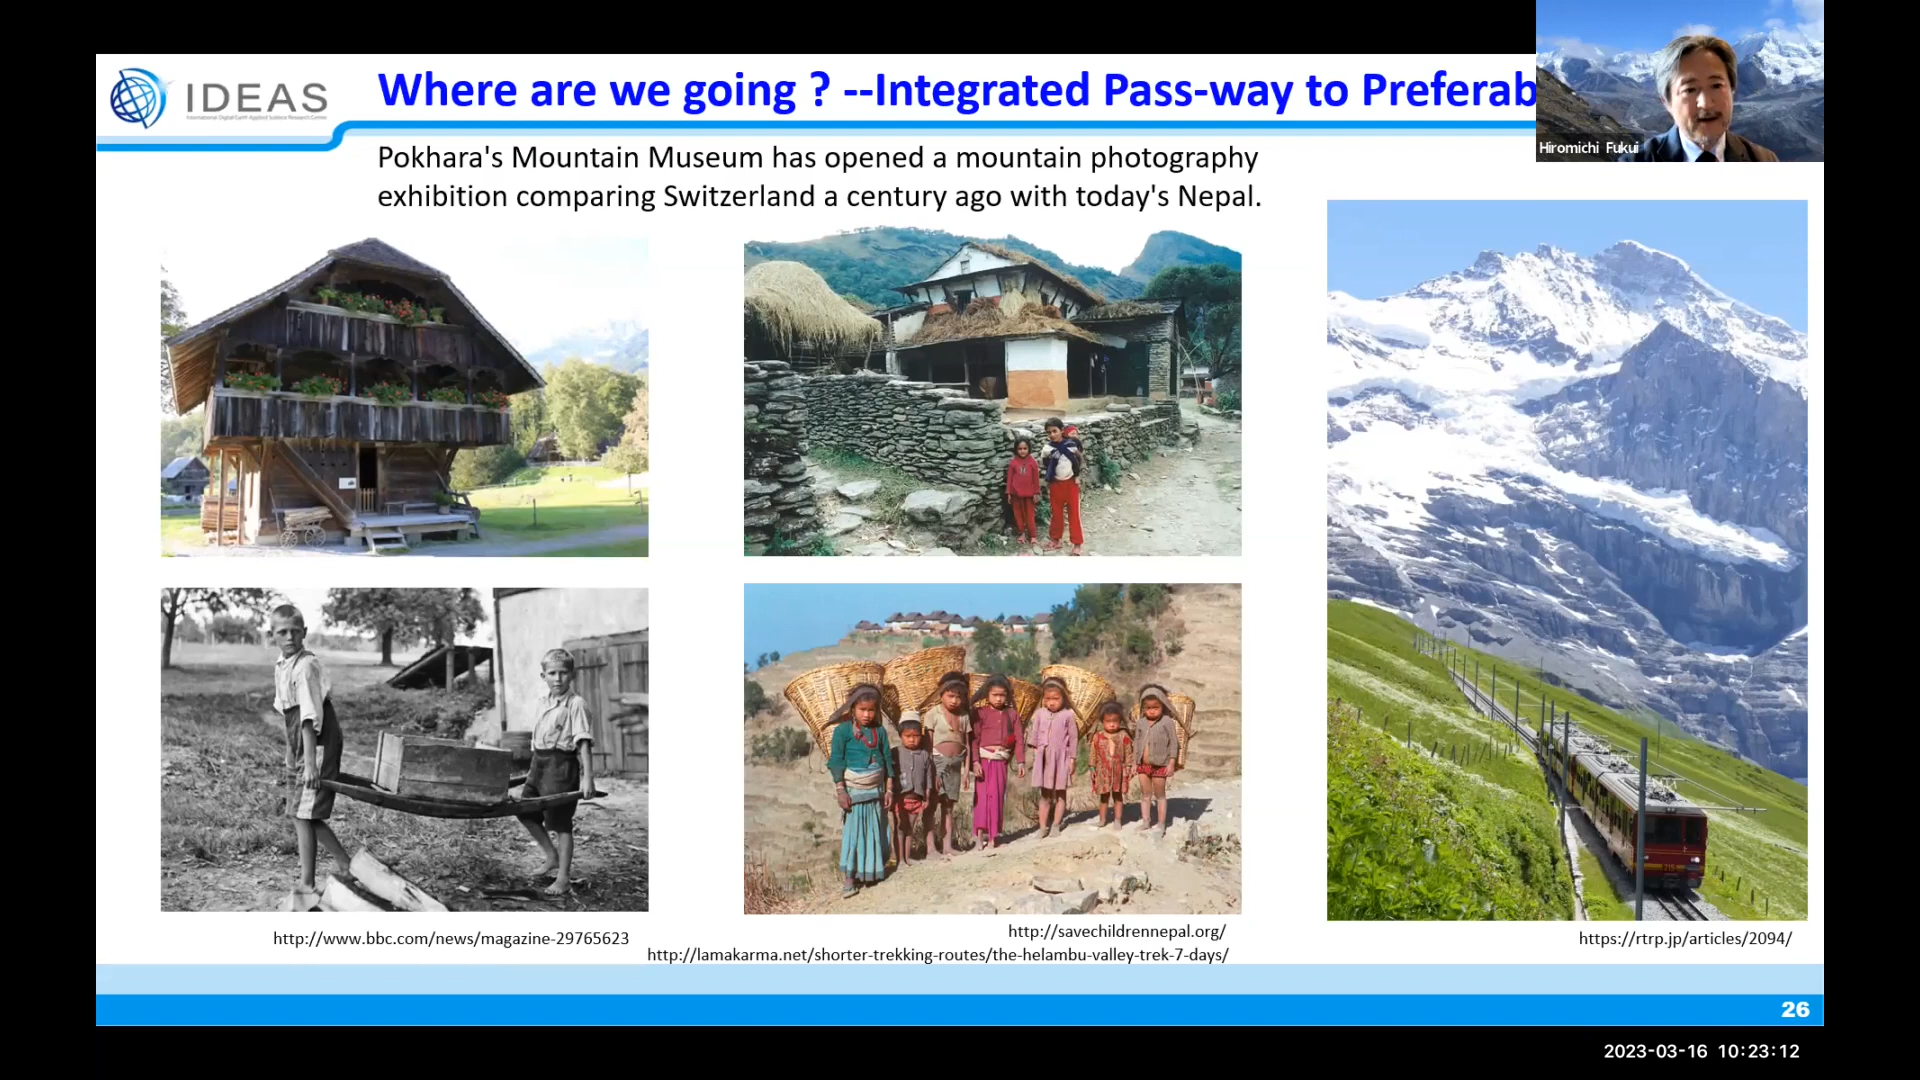 IDEAS
International Digital Earth Applied Science Research Center
Where are we going ? --Integrated Pass-way to Preferab
Hiromichi Fukui
Pokhara's Mountain Museum has opened a mountain photography
exhibition comparing Switzerland a century ago with today's Nepal.
http://www.bbc.com/news/magazine-29765623
http://savechildrennepal.org/
http://lamakarma.net/shorter-trekking-routes/the-helambu-valley-trek-7-days/
https://rtrp.jp/articles/2094/
26
2023-03-16 10:23:12